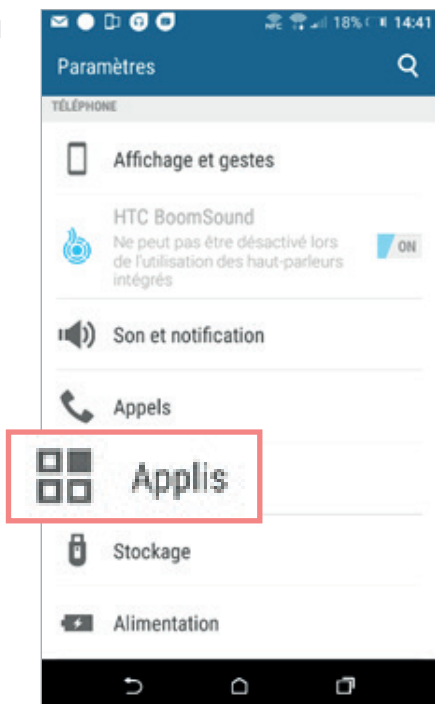 18% 14:41
Paramètres
TÉLÉPHONE
Affichage et gestes
HTC BoomSound
Ne peut pas être désactivé lors
de l'utilisation des haut-parleurs
intégrés
ON
Son et notification
Appels
Applis
Stockage
Alimentation